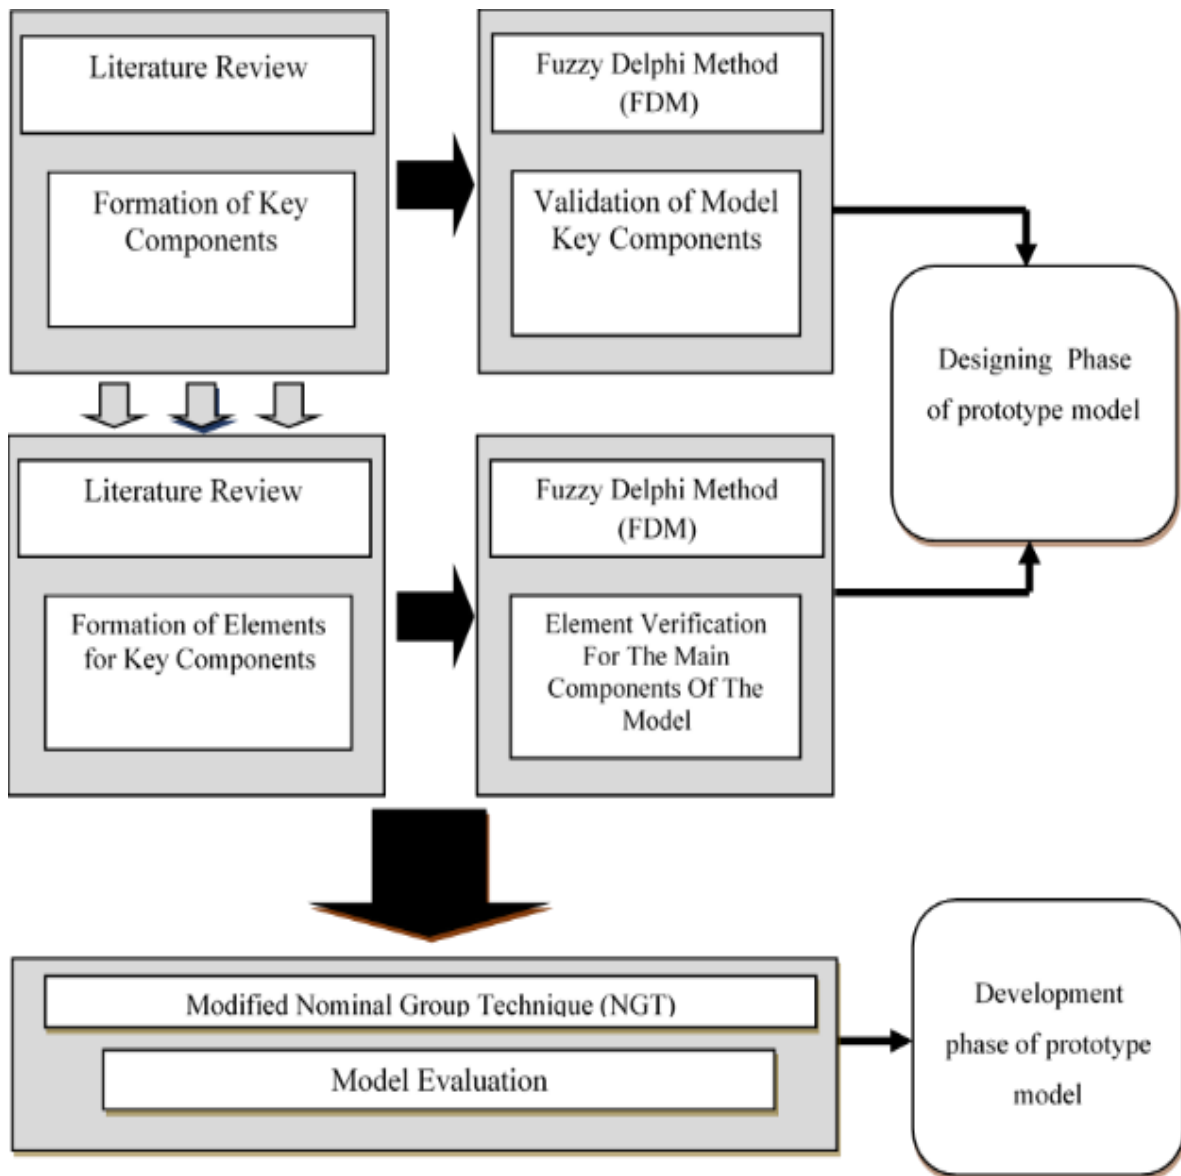 Literature Review
Formation of Key
Components
Fuzzy Delphi Method
(FDM)
Validation of Model
Key Components
Designing Phase
of prototype model
Literature Review
Formation of Elements
for Key Components
Fuzzy Delphi Method
(FDM)
Element Verification
For The Main
Components Of The
Model
Modified Nominal Group Technique (NGT)
Model Evaluation
Development
phase of prototype
model